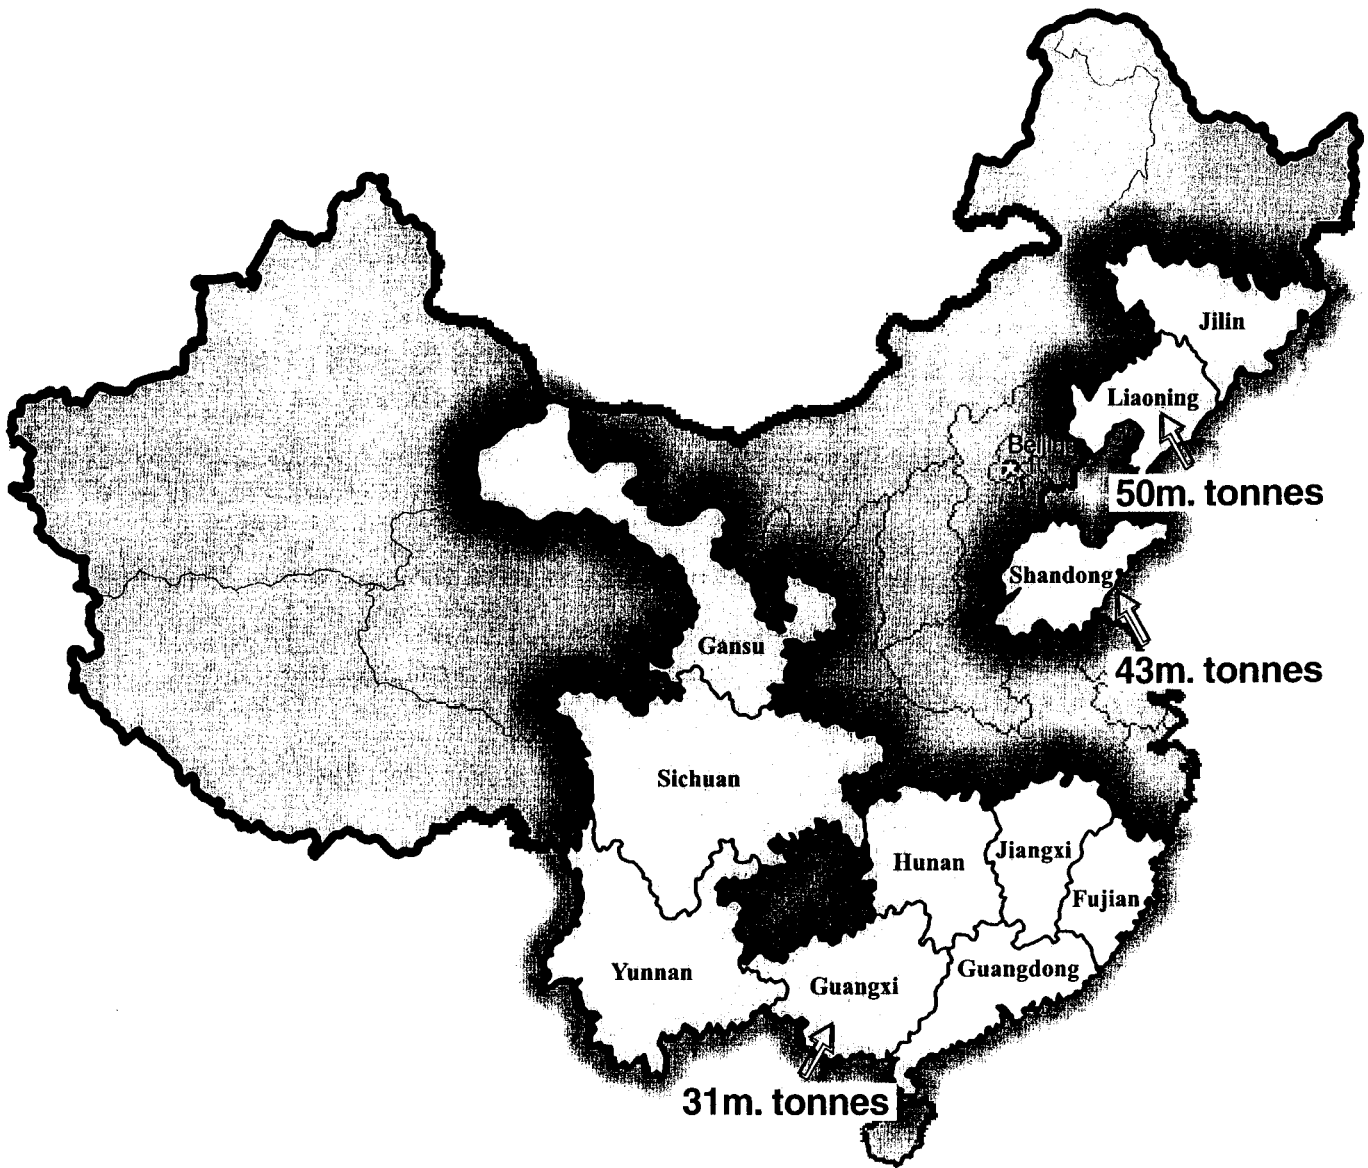 Jilin
Liaoning
50m. tonnes
Shandong
43m. tonnes
Gansu
Sichuan
Hunan
Jiangxi
Fujian
Yunnan
Guangxi
Guangdong
31m. tonnes